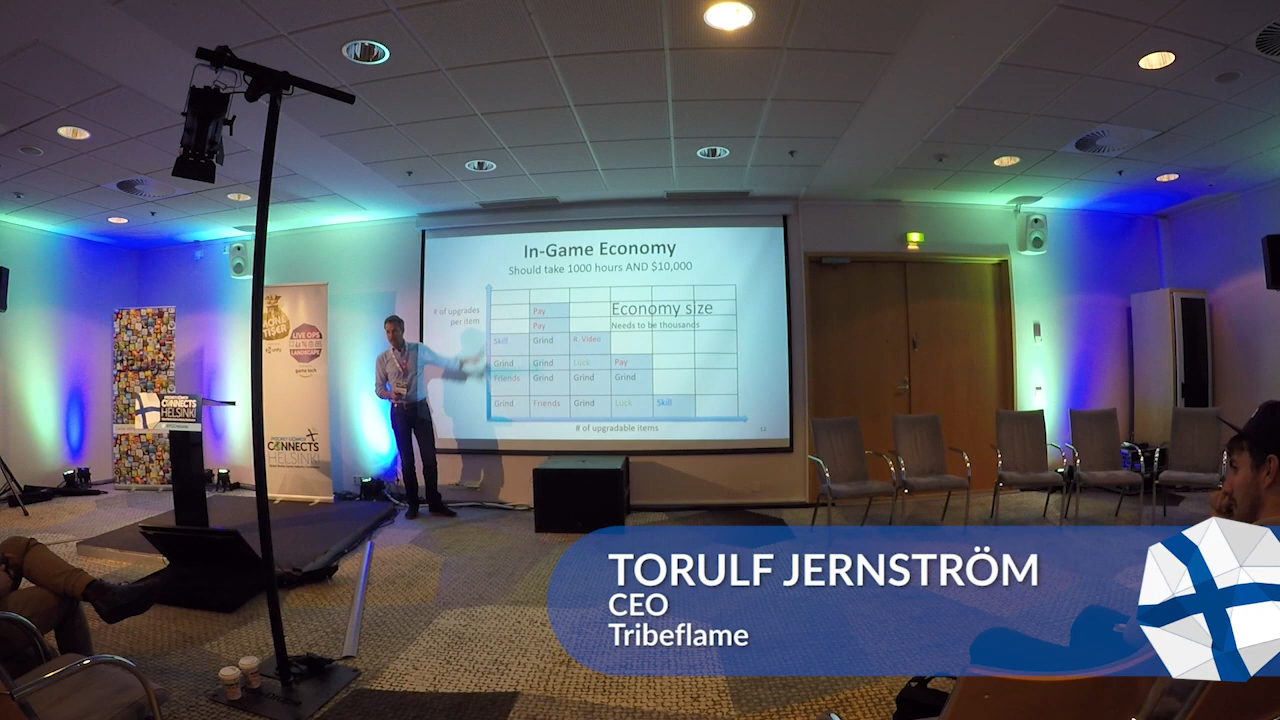 In-Game Economy
Should take 1000 hours AND $10,000
# of upgrades
per item
Economy size
Needs to be thousands
Pay
Pay
Skill Grind R. Video
Grind Grind Luck Pay
Friends Grind Grind Grind
Grind Friends Grind Luck Skill
# of upgradable items
12
LIVE OPS
LANDSCAPE
CONNECTS
HELSINKI
CONNECTS
HELSINKI
TORULF JERNSTRÖM
CEO
Tribeflame